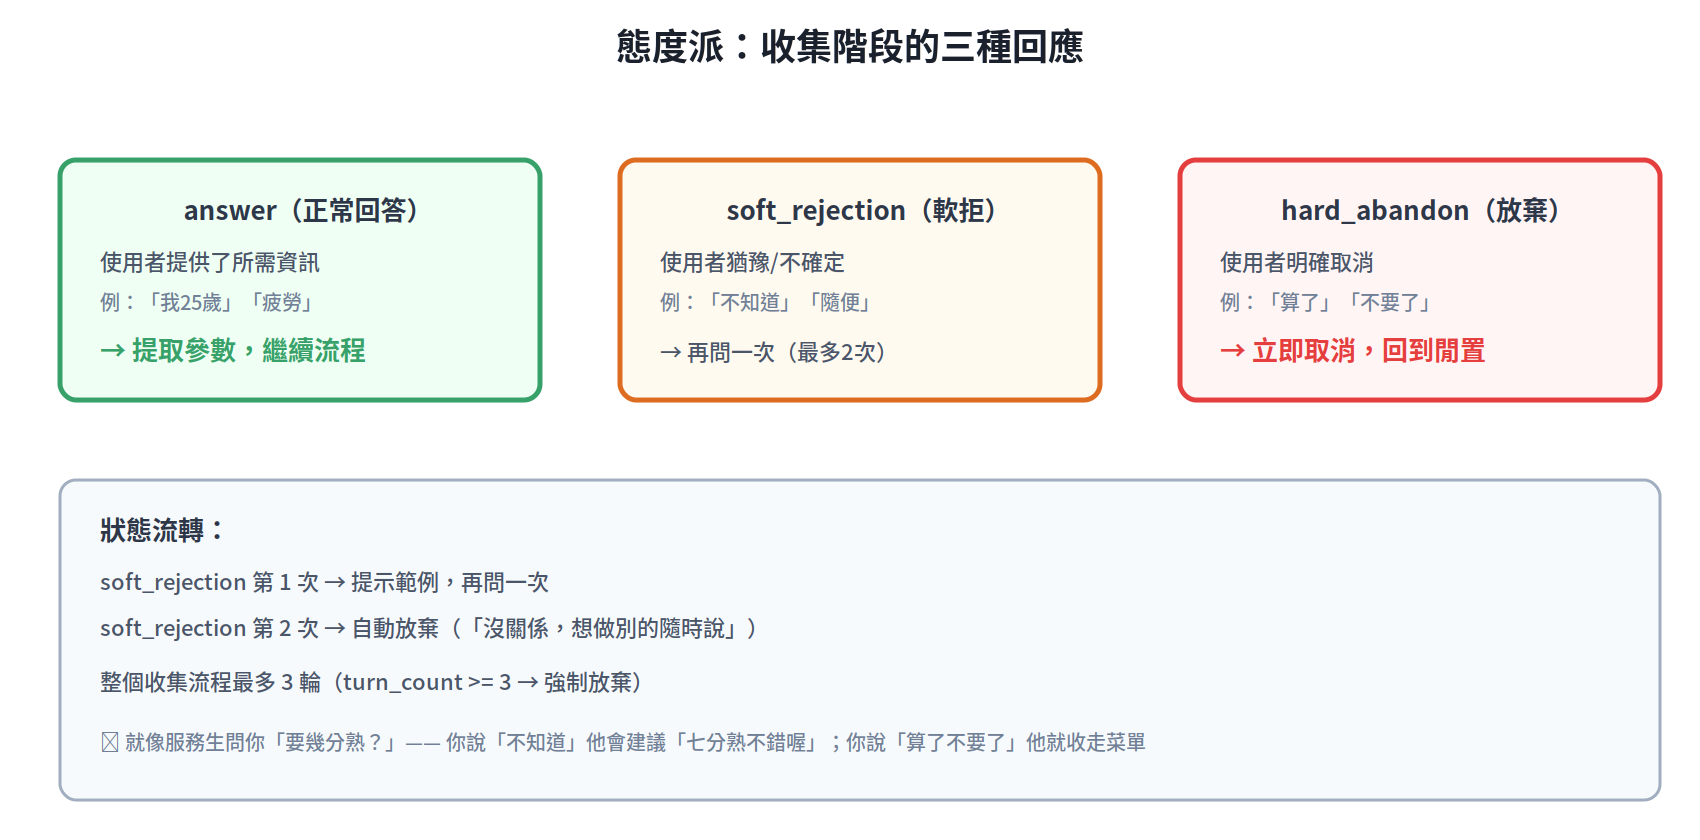 態度派：收集階段的三種回應
answer（正常回答）
使用者提供了所需資訊
例：「我25歲」「疲勞」
→ 提取參數，繼續流程
soft_rejection（軟拒）
使用者猶豫/不確定
例：「不知道」「隨便」
→ 再問一次（最多2次）
hard_abandon（放棄）
使用者明確取消
例：「算了」「不要了」
→ 立即取消，回到閒置
狀態流轉：
soft_rejection 第 1 次 → 提示範例，再問一次
soft_rejection 第 2 次 → 自動放棄（「沒關係，想做別的隨時說」）
整個收集流程最多 3 輪（turn_count >= 3 → 強制放棄）
就像服務生問你「要幾分熟？」—— 你說「不知道」他會建議「七分熟不錯喔」；你說「算了不要了」他就收走菜單